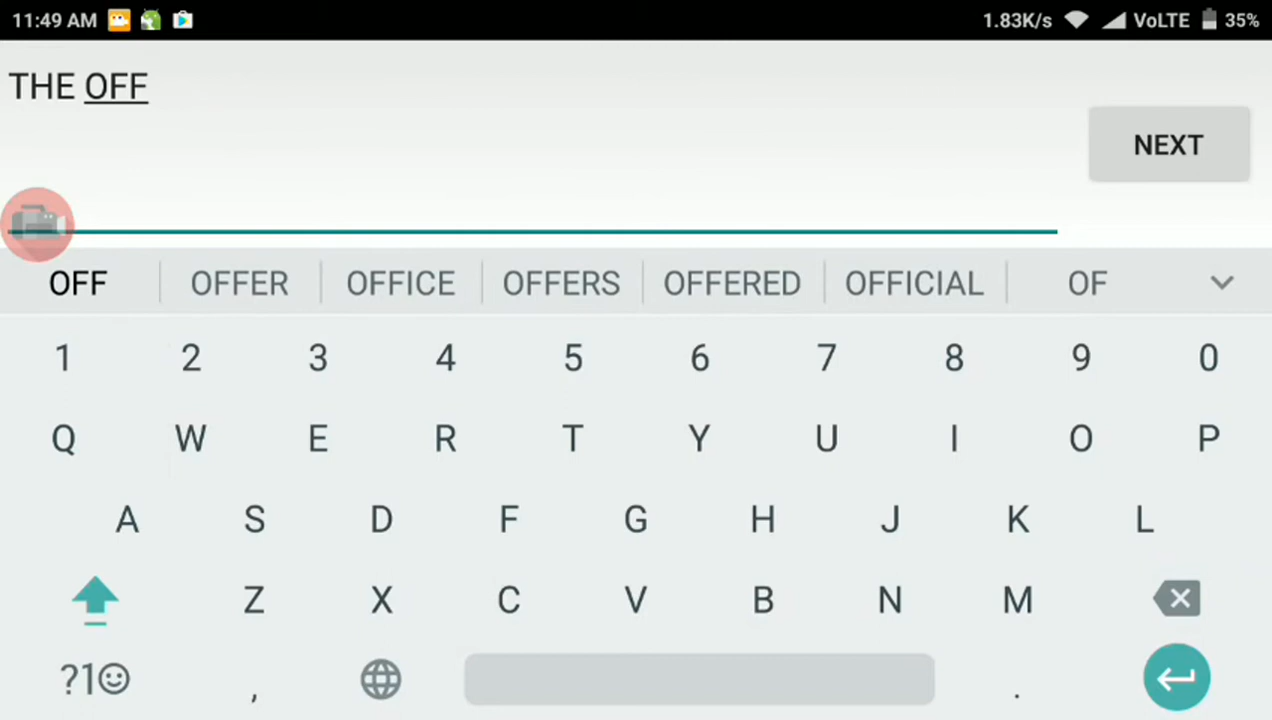 11:49 AM 1.83K/s VoLTE 35%
THE OFF
NEXT
OFF OFFER OFFICE OFFERS OFFERED OFFICIAL OF
1 2 3 4 5 6 7 8 9 0
Q W E R T Y U I O P
A S D F G H J K L
Z X C V B N M
?1☺ , .